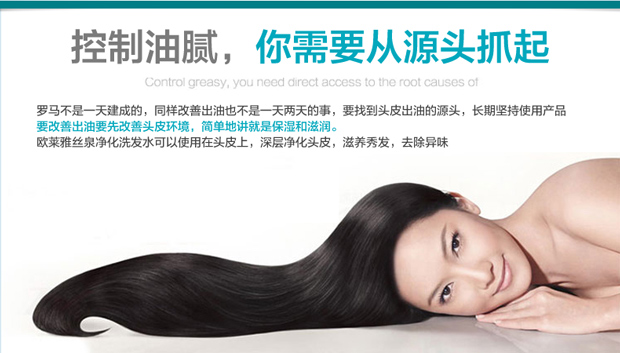 控制油腻，你需要从源头抓起
Control greasy, you need direct access to the root causes of
罗马不是一天建成的，同样改善出油也不是一天两天的事，要找到头皮出油的源头，长期坚持使用产品
要改善出油要先改善头皮环境，简单地讲就是保湿和滋润。
欧莱雅丝泉净化洗发水可以使用在头皮上，深层净化头皮，滋养秀发，去除异味